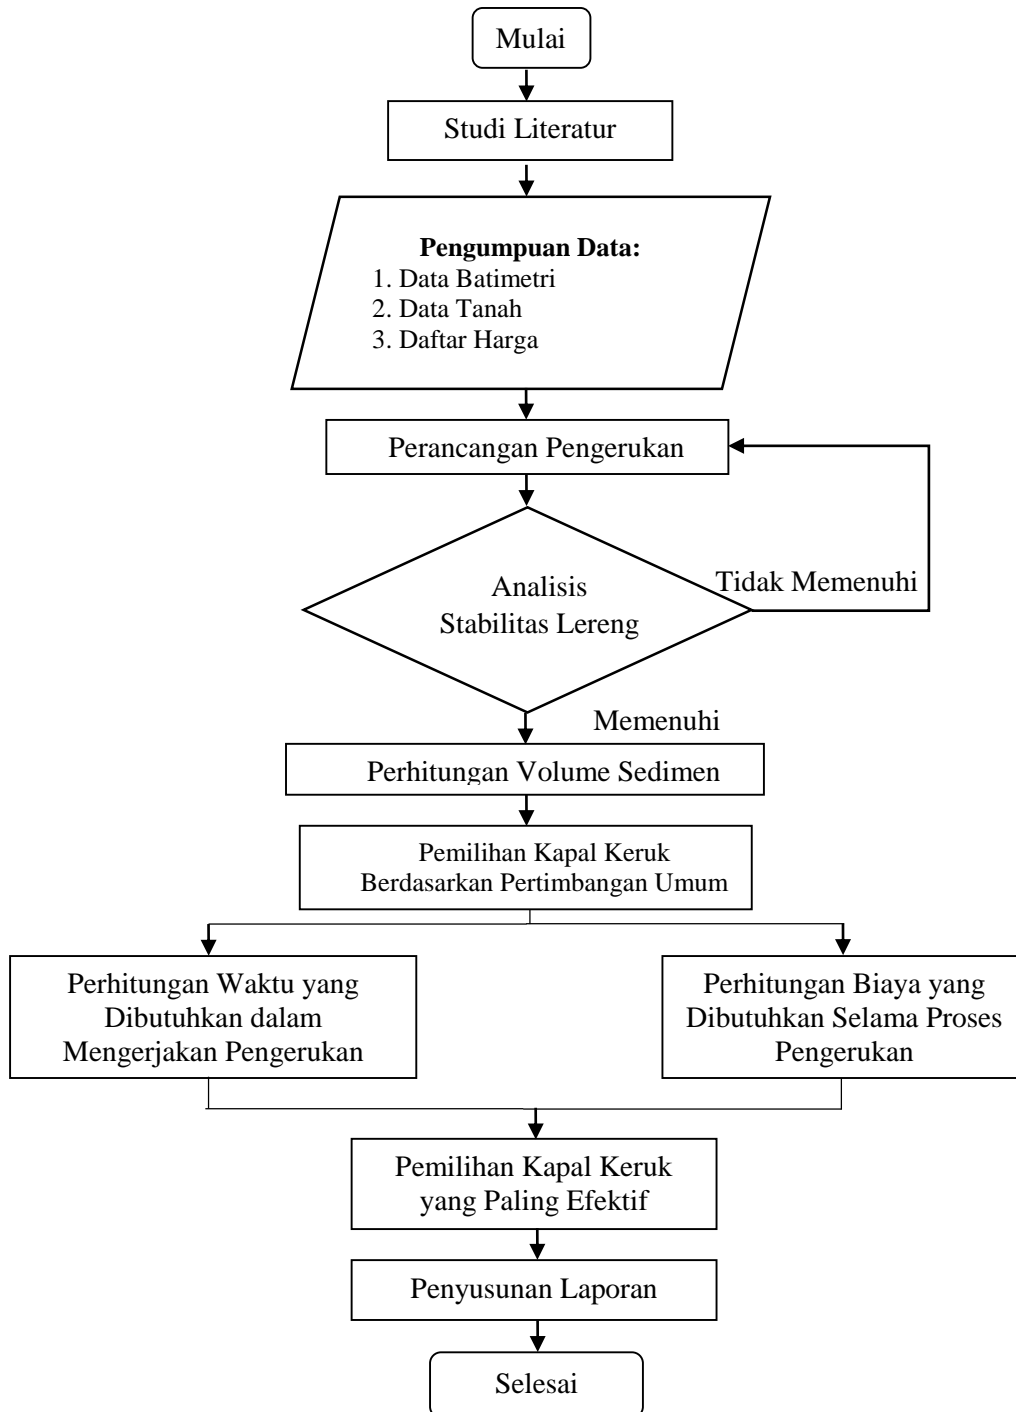 Mulai
Studi Literatur
Pengumpuan Data:
1. Data Batimetri
2. Data Tanah
3. Daftar Harga
Perancangan Pengerukan
Analisis
Stabilitas Lereng
Tidak Memenuhi
Memenuhi
Perhitungan Volume Sedimen
Pemilihan Kapal Keruk
Berdasarkan Pertimbangan Umum
Perhitungan Waktu yang
Dibutuhkan dalam
Mengerjakan Pengerukan
Perhitungan Biaya yang
Dibutuhkan Selama Proses
Pengerukan
Pemilihan Kapal Keruk
yang Paling Efektif
Penyusunan Laporan
Selesai